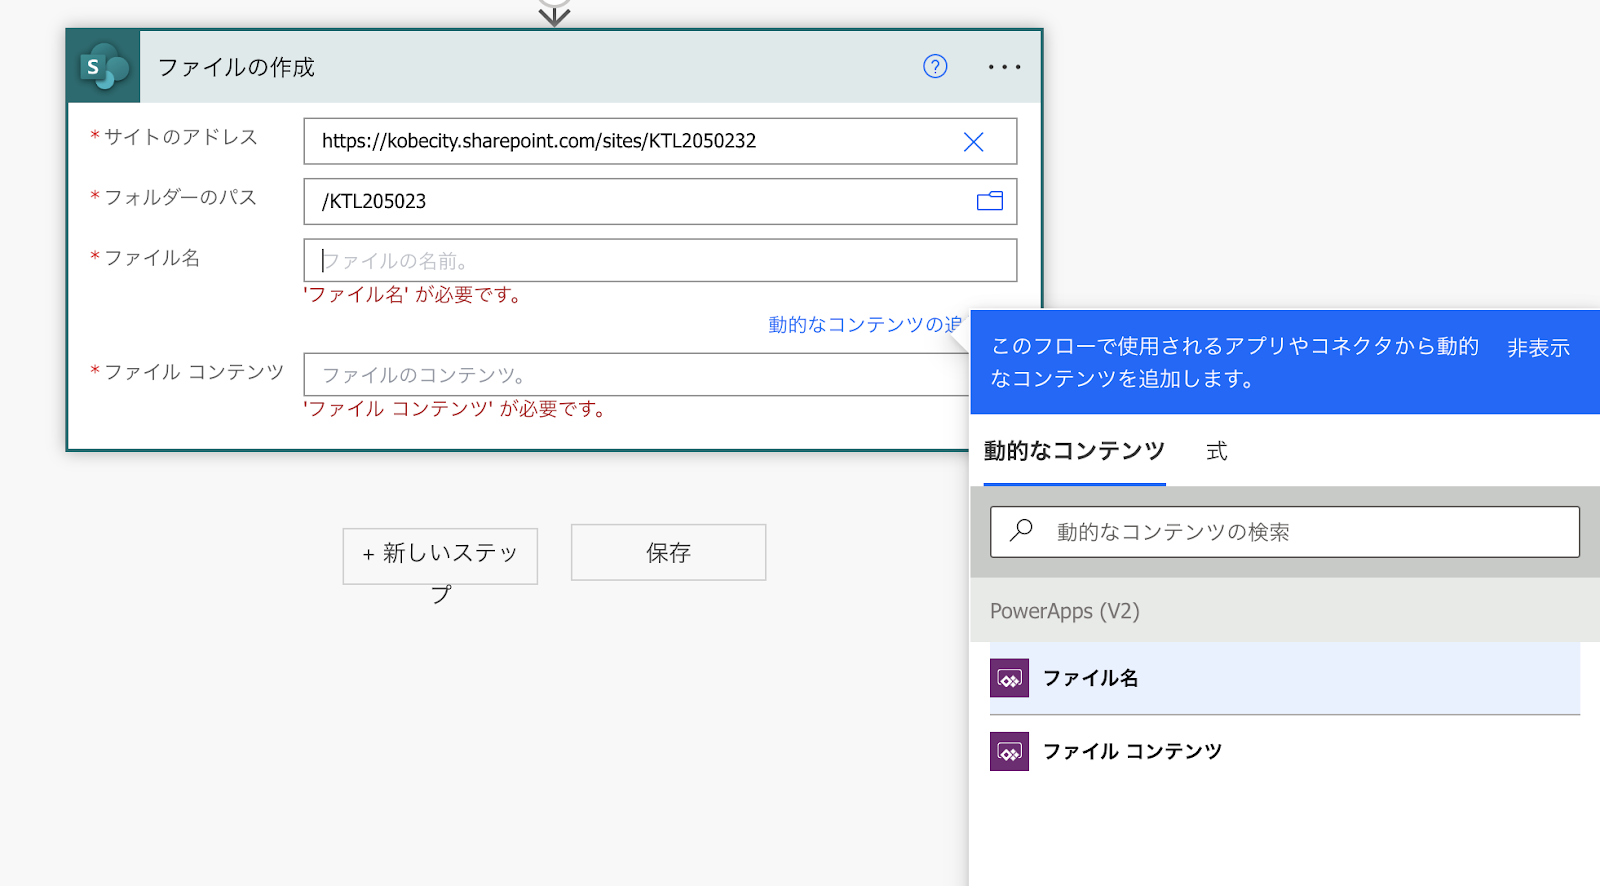 S
ファイルの作成
?
* サイトのアドレス
https://kobecity.sharepoint.com/sites/KTL2050232
* フォルダーのパス
/KTL205023
* ファイル名
ファイルの名前。
'ファイル名' が必要です。
動的なコンテンツの追
* ファイル コンテンツ
ファイルのコンテンツ。
'ファイル コンテンツ' が必要です。
+ 新しいステッ
プ
保存
このフローで使用されるアプリやコネクタから動的
なコンテンツを追加します。
非表示
動的なコンテンツ
式
動的なコンテンツの検索
PowerApps (V2)
ファイル名
ファイル コンテンツ